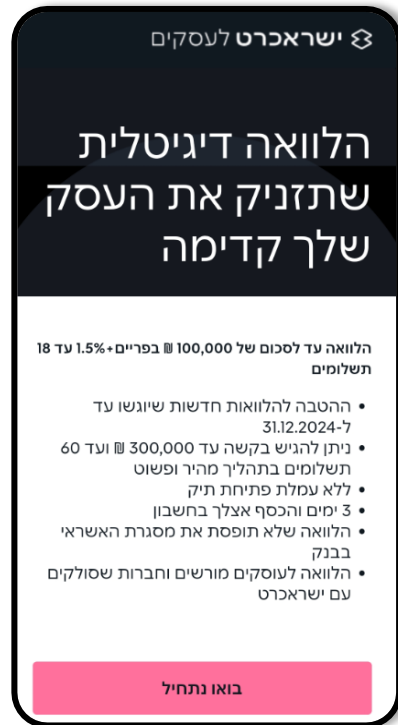 ישראכרט לעסקים
הלוואה דיגיטלית
שתזניק את העסק
שלך קדימה
הלוואה עד לסכום של 100,000 ₪ בפריים+1.5% עד 18
תשלומים
• ההטבה להלוואות חדשות שיוגשו עד
ל-31.12.2024
• ניתן להגיש בקשה עד 300,000 ₪ ועד 60
תשלומים בתהליך מהיר ופשוט
• ללא עמלת פתיחת תיק
• 3 ימים והכסף אצלך בחשבון
• הלוואה שלא תופסת את מסגרת האשראי
בבנק
• הלוואה לעוסקים מורשים וחברות שסולקים
עם ישראכרט
בואו נתחיל